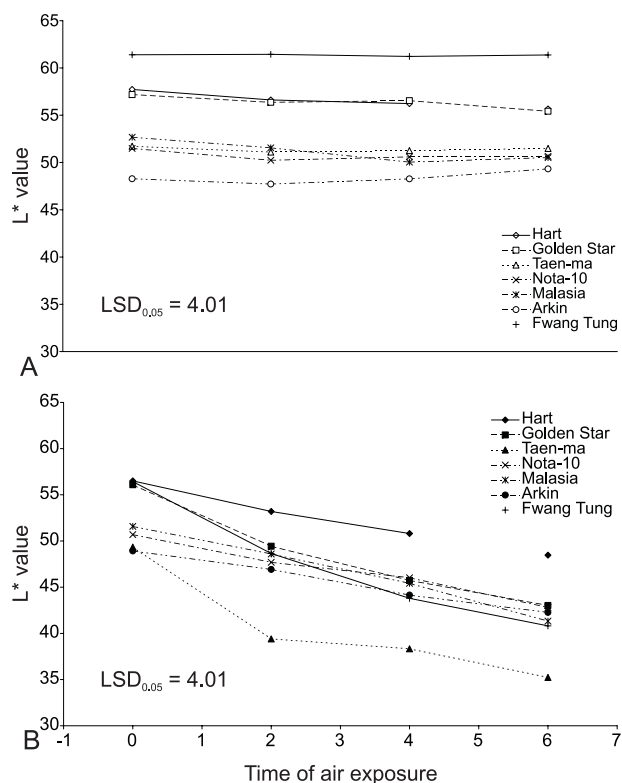 65
60
55
50
45
40
35
30
L* value
Hart
Golden Star
Taen-ma
Nota-10
Malasia
Arkin
Fwang Tung
LSD0.05 = 4.01
A
65
60
55
50
45
40
35
30
L* value
Hart
Golden Star
Taen-ma
Nota-10
Malasia
Arkin
Fwang Tung
LSD0.05 = 4.01
B
-1 0 1 2 3 4 5 6 7
Time of air exposure